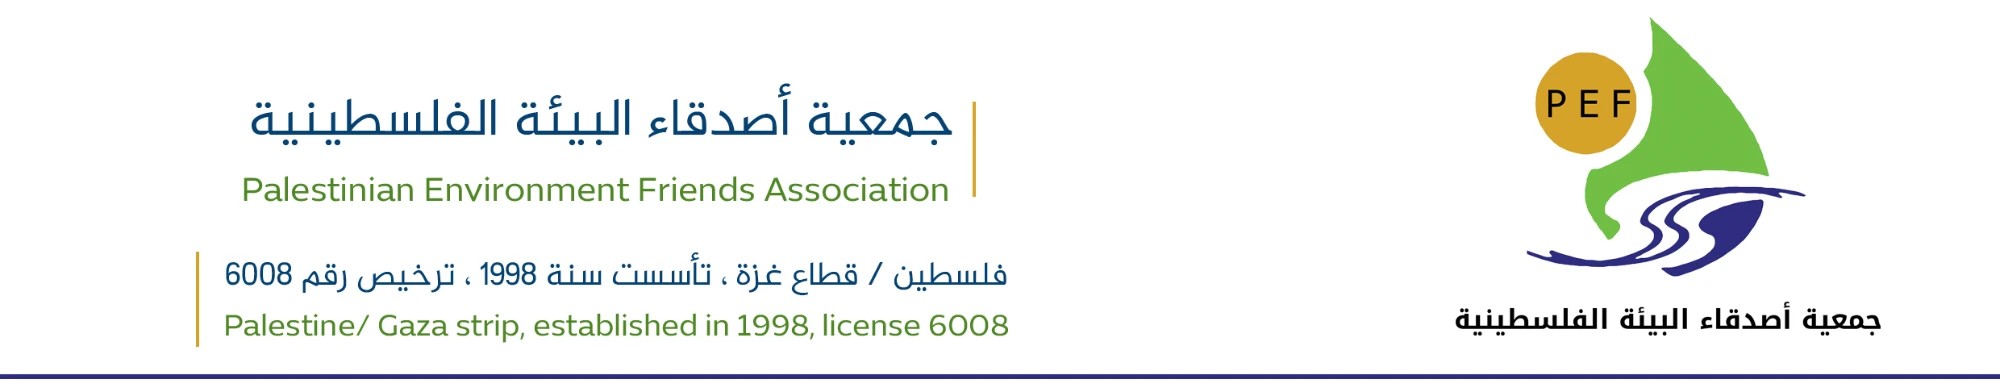 جمعية أصدقاء البيئة الفلسطينية
Palestinian Environment Friends Association
فلسطين / قطاع غزة ، تأسست سنة 1998 ، ترخيص رقم 6008
Palestine/ Gaza strip, established in 1998, license 6008
PEF
جمعية أصدقاء البيئة الفلسطينية